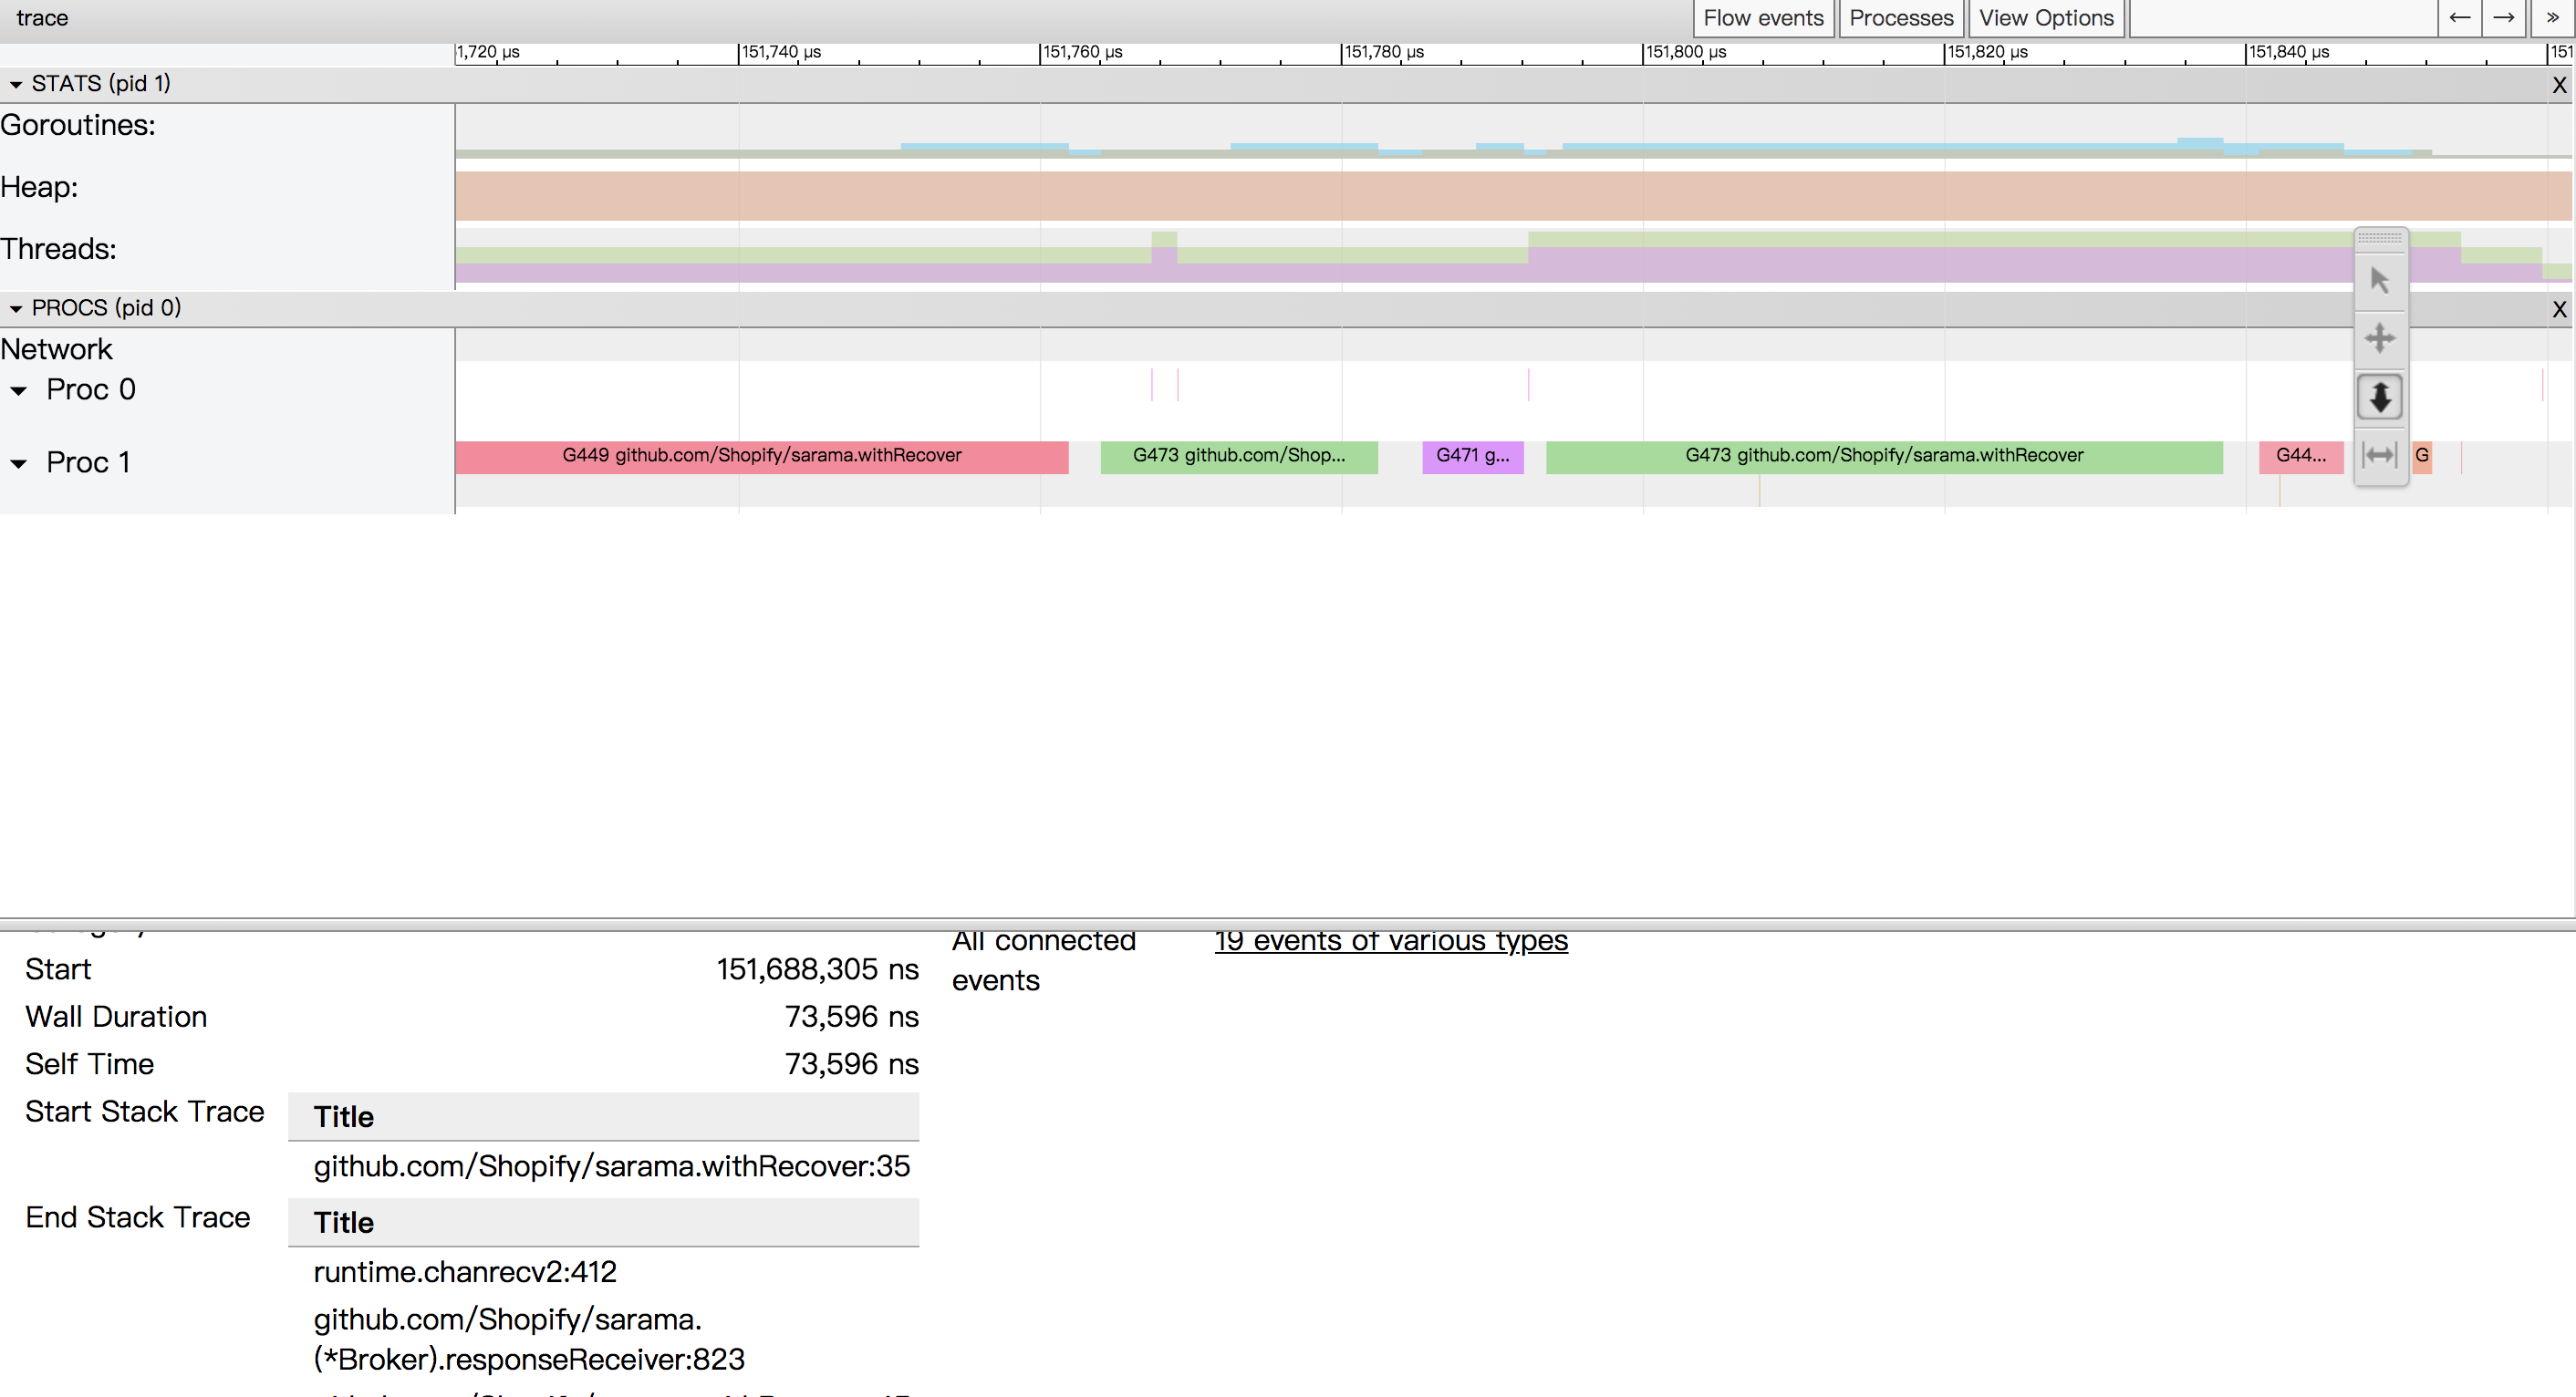 trace
Flow events Processes View Options ← → »
1,720 µs 151,740 µs 151,760 µs 151,780 µs 151,800 µs 151,820 µs 151,840 µs 151
STATS (pid 1) X
Goroutines:
Heap:
Threads:
PROCS (pid 0) X
Network
Proc 0
Proc 1
G449 github.com/Shopify/sarama.withRecover G473 github.com/Shop... G471 g... G473 github.com/Shopify/sarama.withRecover G44... G
All connected events 19 events of various types
Start 151,688,305 ns
Wall Duration 73,596 ns
Self Time 73,596 ns
Start Stack Trace Title
github.com/Shopify/sarama.withRecover:35
End Stack Trace Title
runtime.chanrecv2:412
github.com/Shopify/sarama.
(*Broker).responseReceiver:823